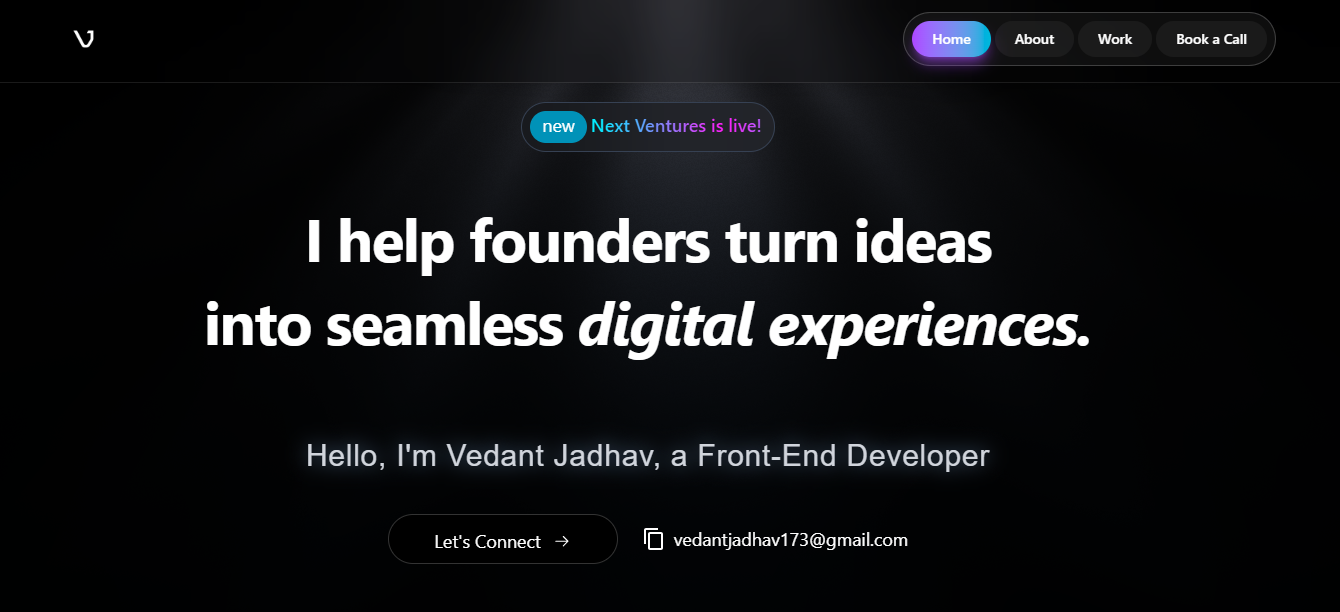 Home About Work Book a Call
new Next Ventures is live!
I help founders turn ideas
into seamless digital experiences.
Hello, I'm Vedant Jadhav, a Front-End Developer
Let's Connect →
vedantjadhav173@gmail.com